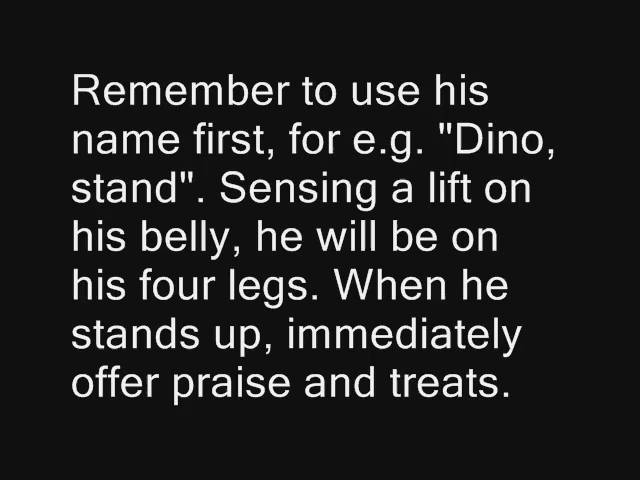 Remember to use his
name first, for e.g. "Dino,
stand". Sensing a lift on
his belly, he will be on
his four legs. When he
stands up, immediately
offer praise and treats.